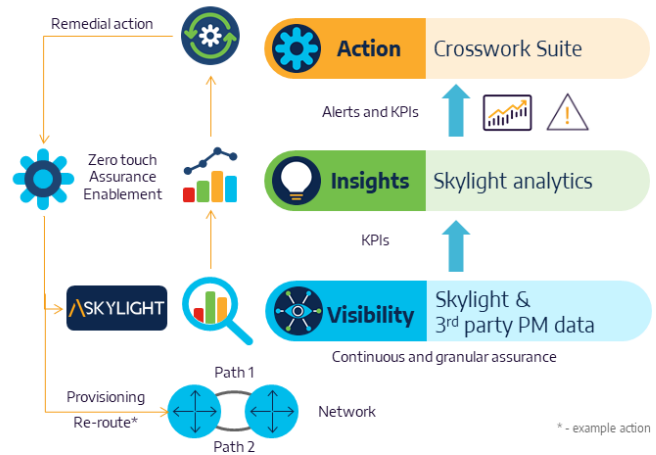 Remedial action
Action
Crosswork Suite
Alerts and KPIs
Zero touch
Assurance
Enablement
Insights
Skylight analytics
KPIs
SKYLIGHT
Visibility
Skylight &
3rd party PM data
Continuous and granular assurance
Path 1
Provisioning
Re-route*
Network
Path 2
* - example action